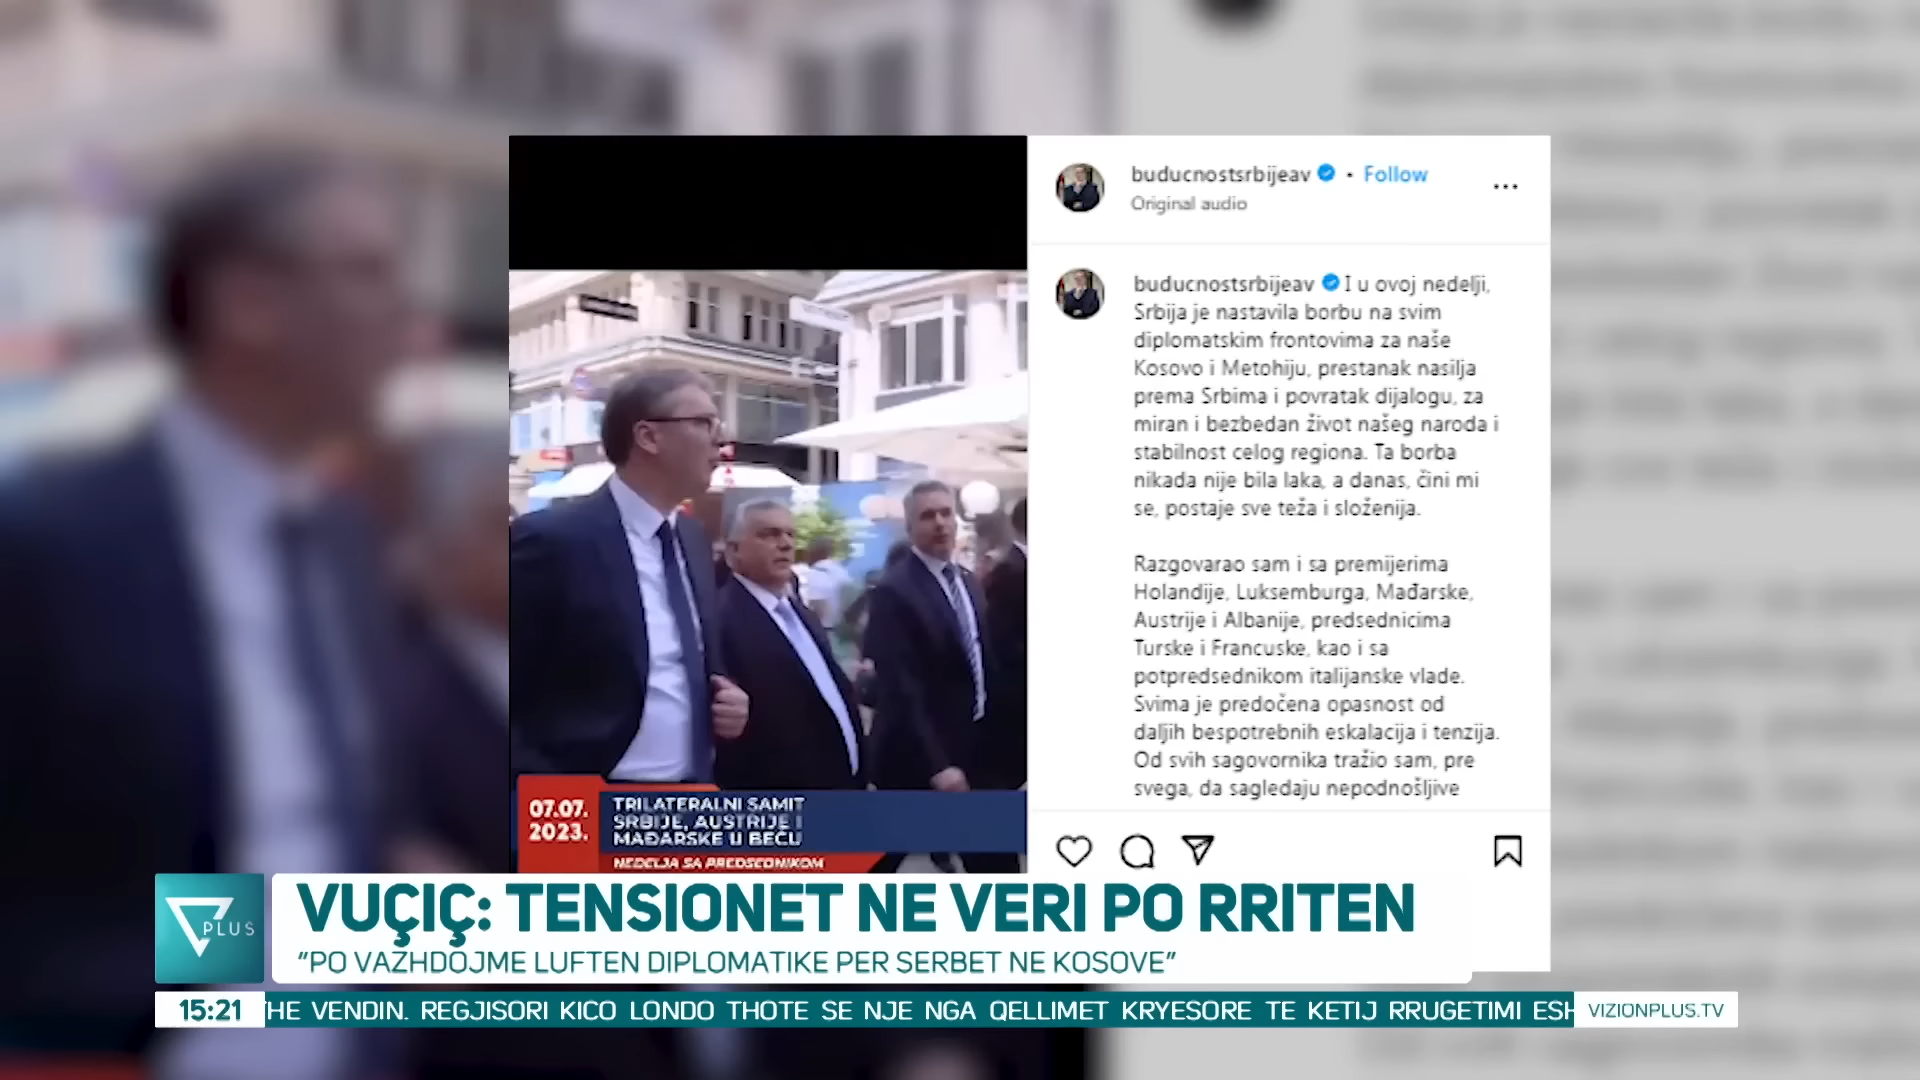 buducnostsrbijeav • Follow
Original audio
buducnostsrbijeav I u ovoj nedelji,
Srbija je nastavila borbu na svim
diplomatskim frontovima za naše
Kosovo i Metohiju, prestanak nasilja
prema Srbima i povratak dijalogu, za
miran i bezbedan život našeg naroda i
stabilnost celog regiona. Ta borba
nikada nije bila laka, a danas, čini mi
se, postaje sve teža i složenija.
Razgovarao sam i sa premijerima
Holandije, Luksemburga, Mađarske,
Austrije i Albanije, predsednicima
Turske i Francuske, kao i sa
potpredsednikom italijanske vlade.
Svima je predočena opasnost od
daljih bespotrebnih eskalacija i tenzija.
Od svih sagovornika tražio sam, pre
svega, da sagledaju nepodnošljive
07.07.
2023.
TRILATERALNI SAMIT
SRBIJE, AUSTRIJE I
MAĐARSKE U BEČU
NEDELJA SA PREDSEDNIKOM
PLUS
VUÇIÇ: TENSIONET NE VERI PO RRITEN
"PO VAZHDOJME LUFTEN DIPLOMATIKE PER SERBET NE KOSOVE"
15:21
THE VENDIN. REGJISORI KICO LONDO THOTE SE NJE NGA QELLIMET KRYESORE TE KETIJ RRUGETIMI ESH
VIZIONPLUS.TV